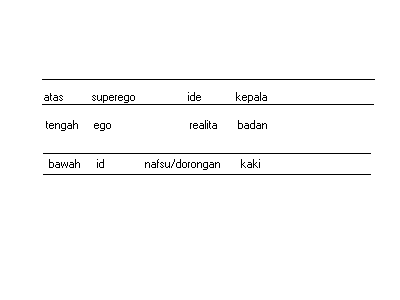 atas superego ide kepala
tengah ego realita badan
bawah id nafsu/dorongan kaki